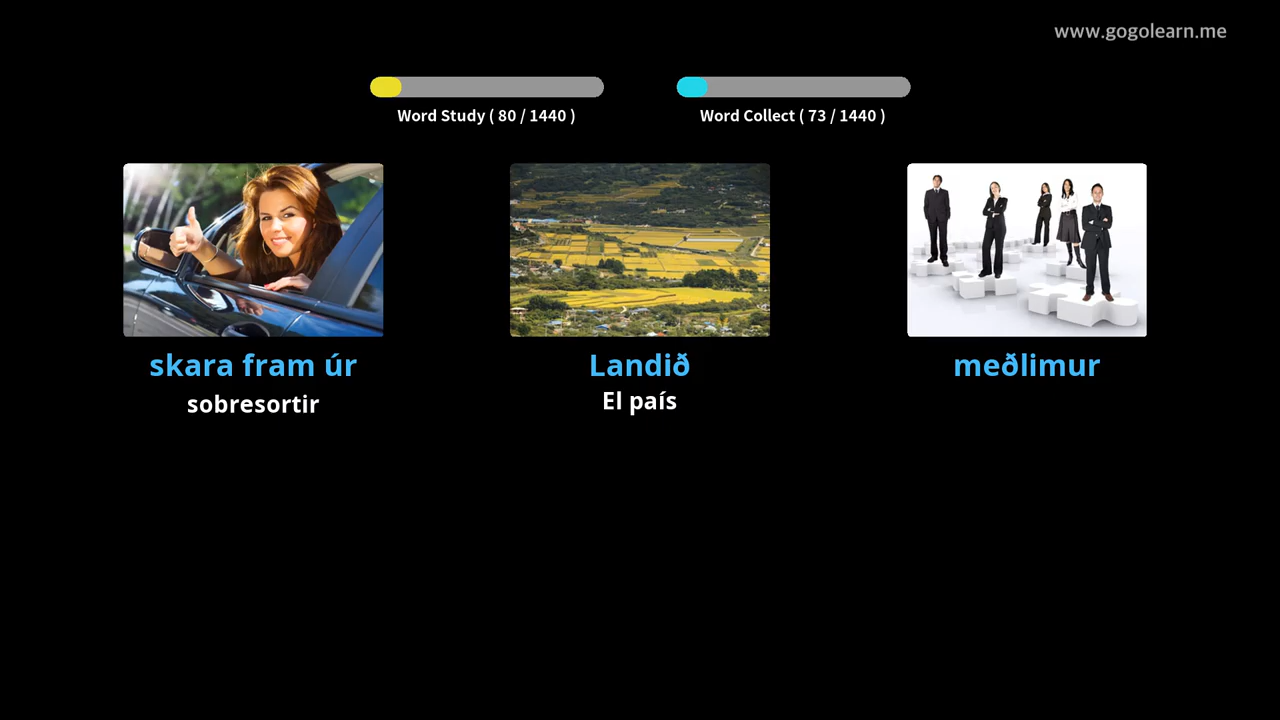 www.gogolearn.me
Word Study ( 80 / 1440 )
Word Collect ( 73 / 1440 )
skara fram úr
sobresortir
Landið
El país
meðlimur